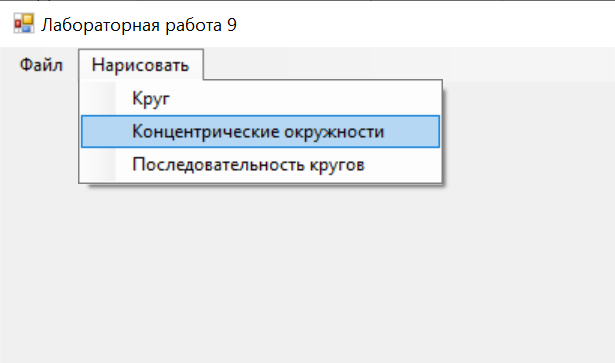 Лабораторная работа 9
Файл Нарисовать
Круг
Концентрические окружности
Последовательность кругов